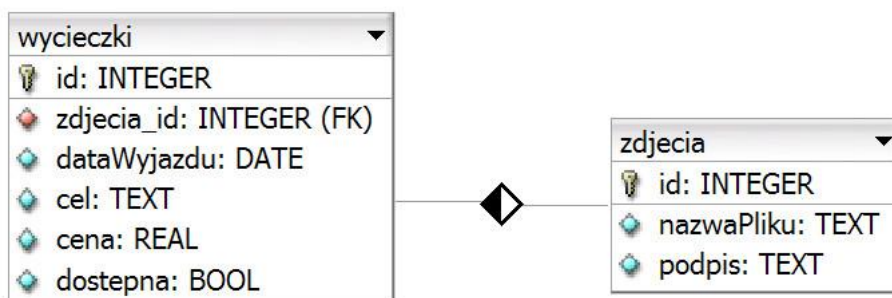 wycieczki
id: INTEGER
zdjecia_id: INTEGER (FK)
dataWyjazdu: DATE
cel: TEXT
cena: REAL
dostepna: BOOL
zdjecia
id: INTEGER
nazwaPliku: TEXT
podpis: TEXT